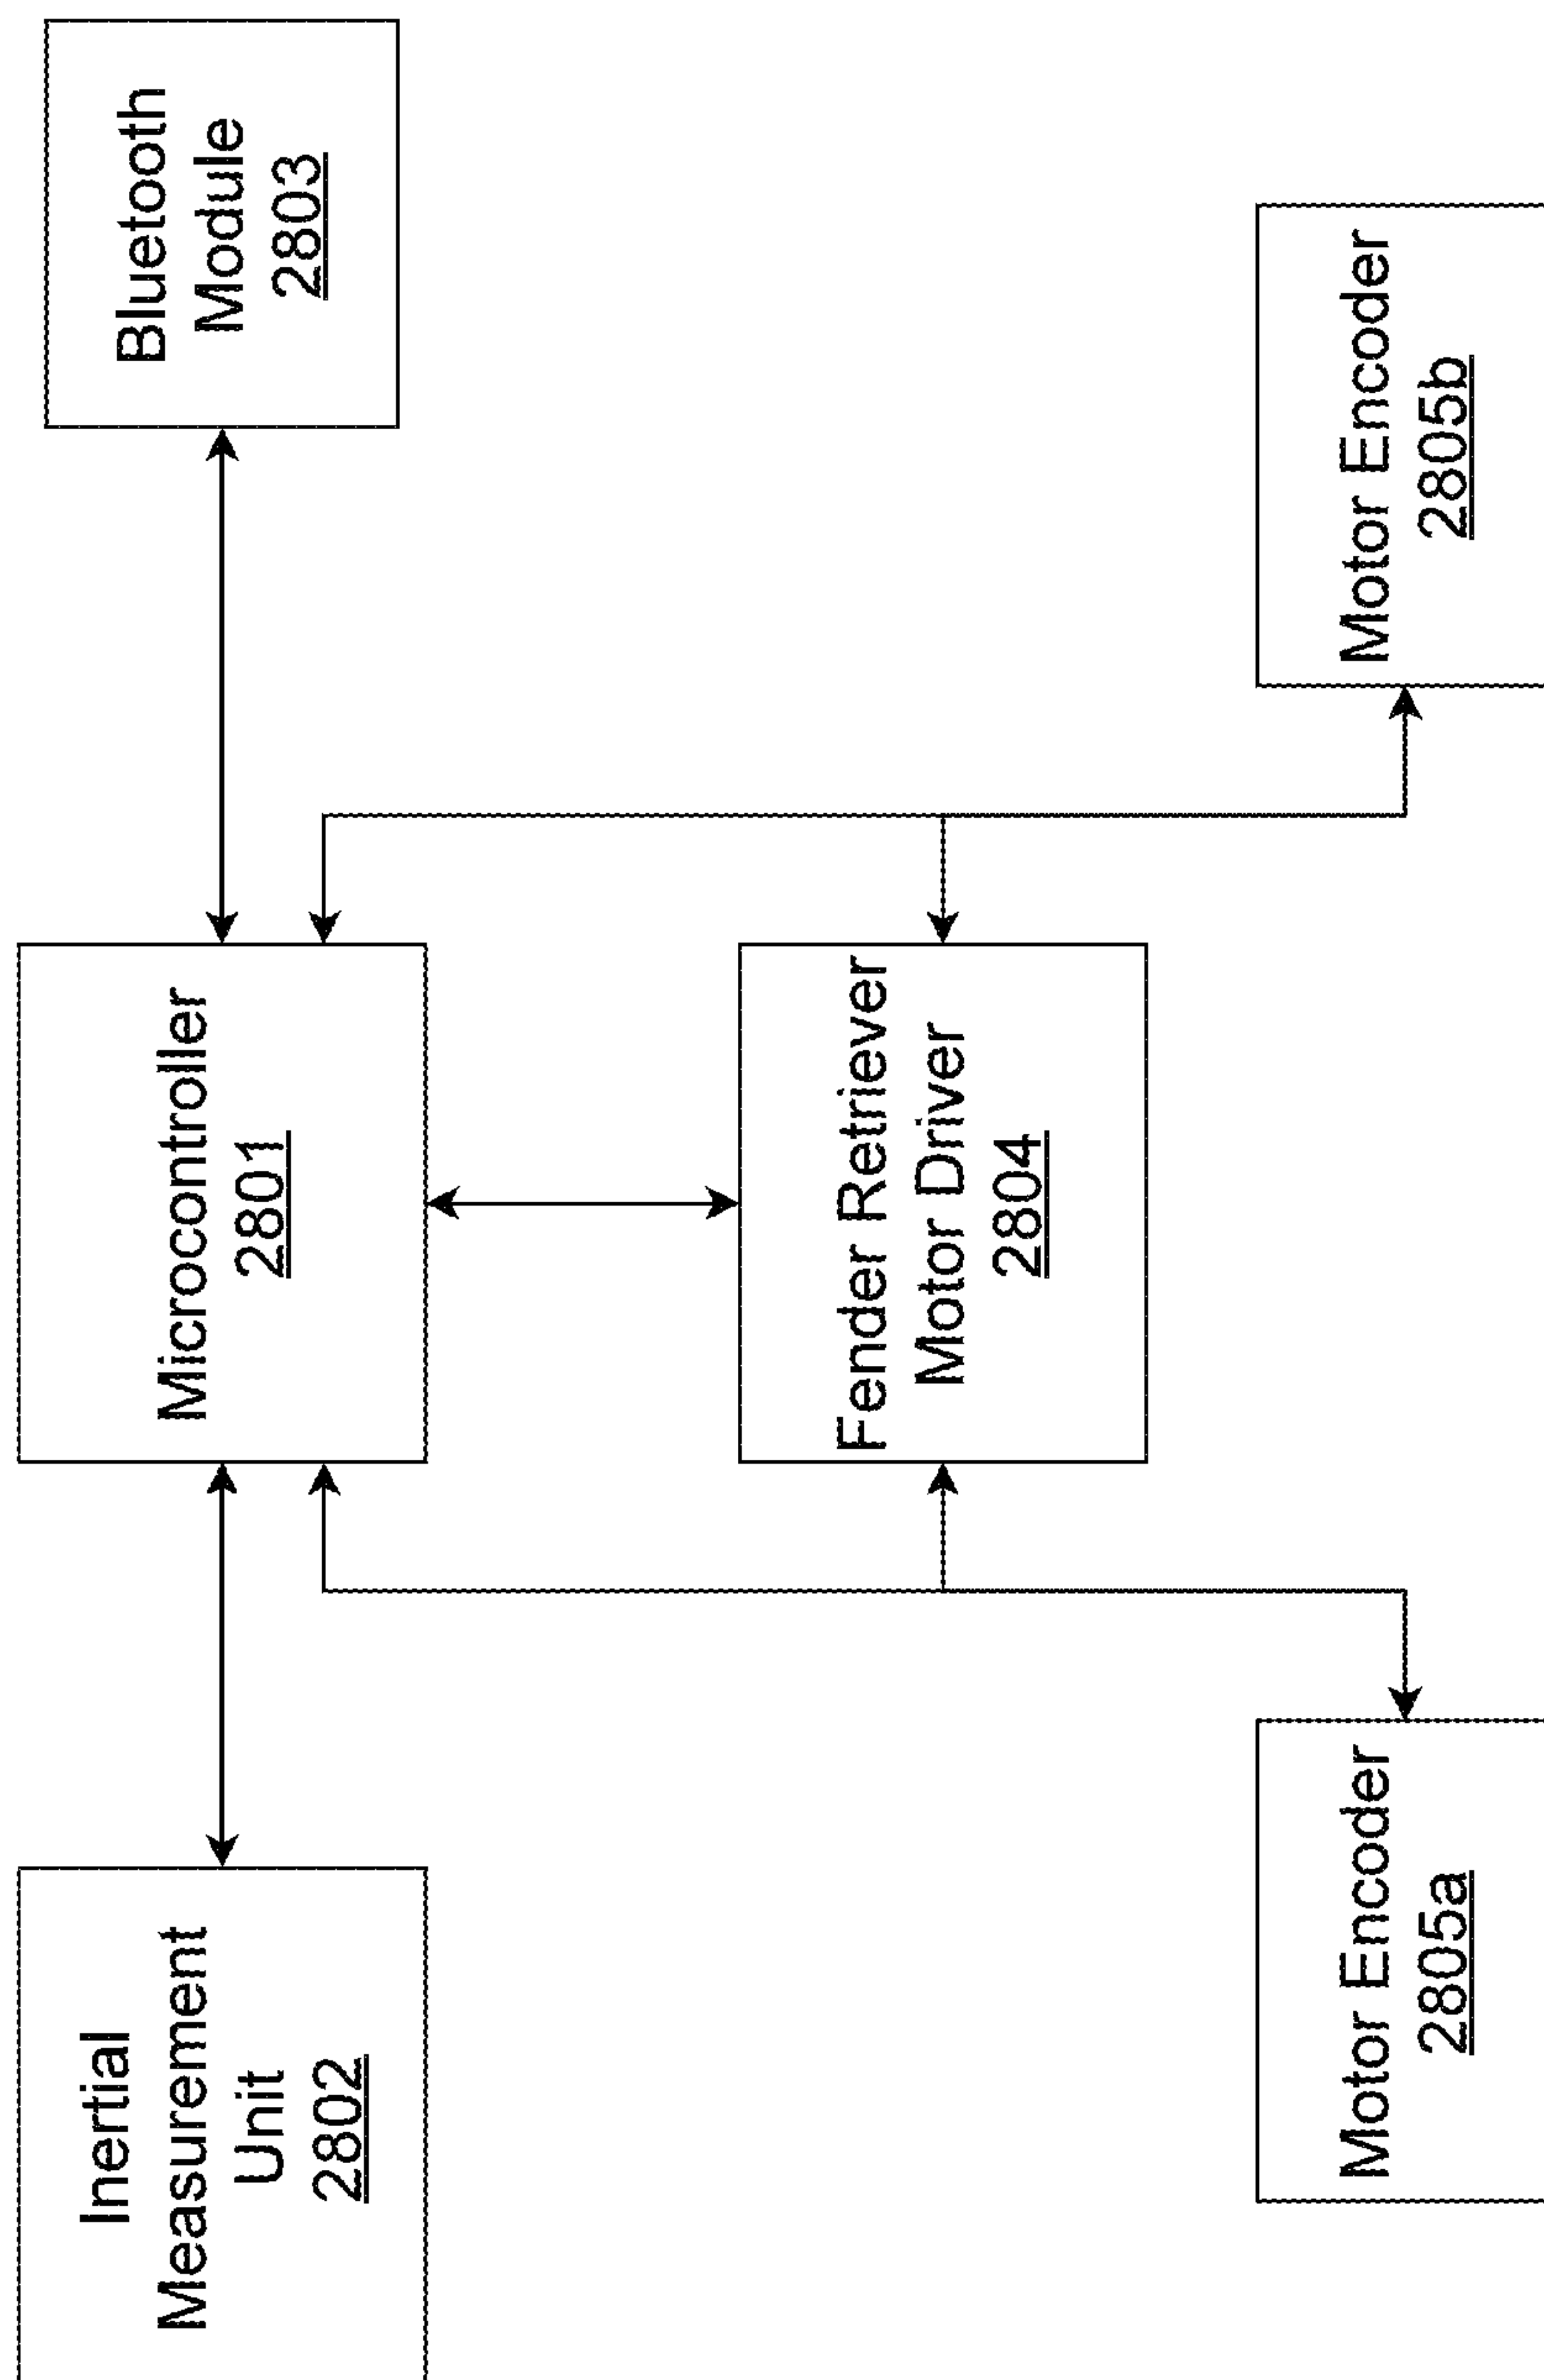 Inertial
Measurement
Unit
2802
Microcontroller
2801
Bluetooth
Module
2803
Fender Retriever
Motor Driver
2804
Motor Encoder
2805a
Motor Encoder
2805b